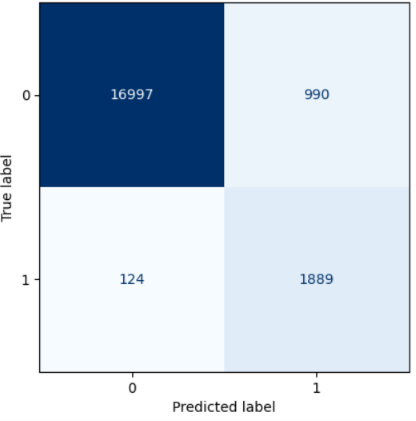 16997 990
0
True label
124 1889
1
0 1
Predicted label